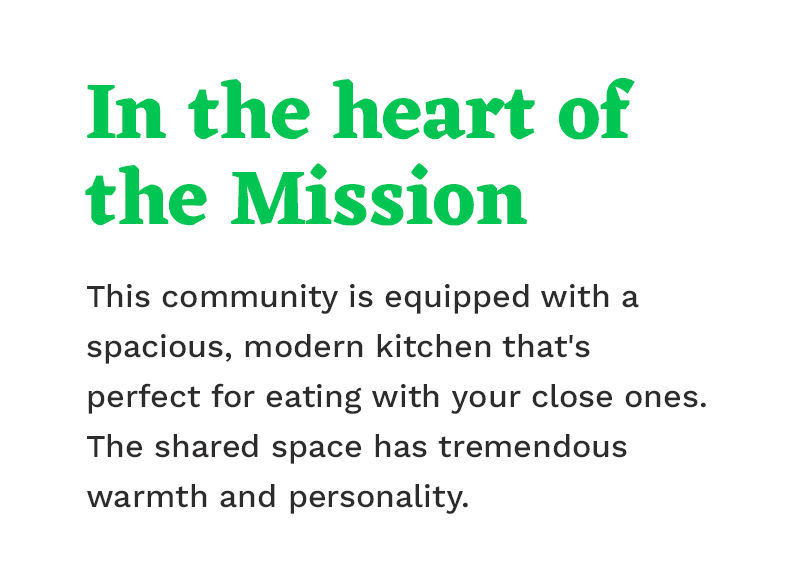 In the heart of
the Mission
This community is equipped with a
spacious, modern kitchen that's
perfect for eating with your close ones.
The shared space has tremendous
warmth and personality.